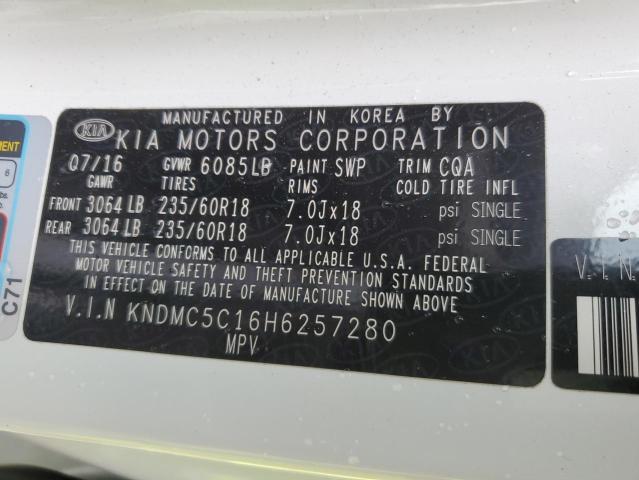 MANUFACTURED IN KOREA BY
KIA KIA MOTORS CORPORATION
07/16 GVWR 6085LB PAINT SWP TRIM CQA
GAWR TIRES RIMS COLD TIRE INFL
FRONT 3064 LB 235/60R18 7.0Jx18 psi SINGLE
REAR 3064 LB 235/60R18 7.0Jx18 psi SINGLE
THIS VEHICLE CONFORMS TO ALL APPLICABLE U.S.A. FEDERAL
MOTOR VEHICLE SAFETY AND THEFT PREVENTION STANDARDS
IN EFFECT ON THE DATE OF MANUFACTURE SHOWN ABOVE
V.I.N KNDMC5C16H6257280
MPV
C71
6
V.I.N